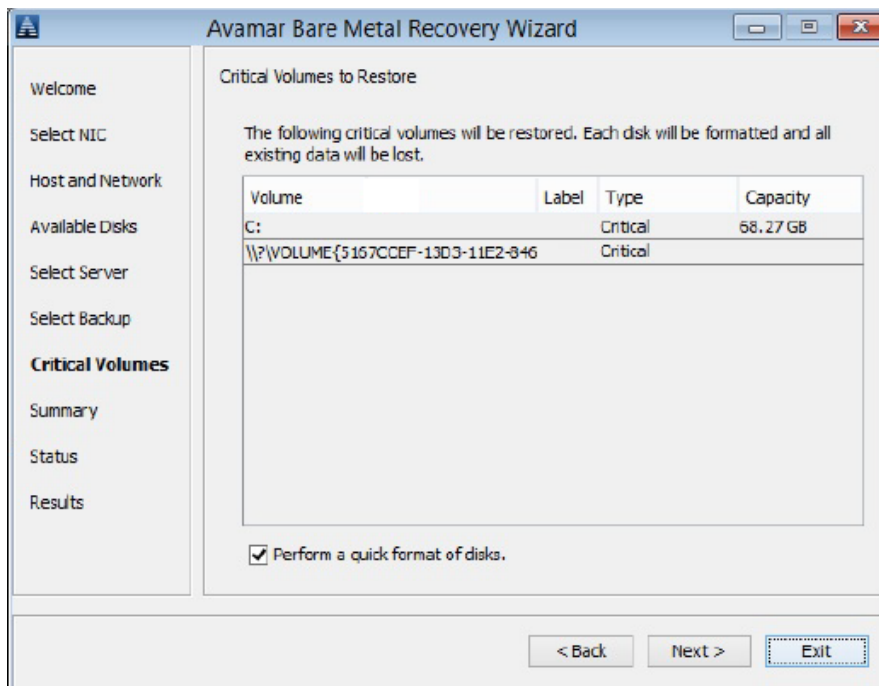 Avamar Bare Metal Recovery Wizard
Welcome
Select NIC
Host and Network
Available Disks
Select Server
Select Backup
Critical Volumes
Summary
Status
Results
Critical Volumes to Restore
The following critical volumes will be restored. Each disk will be formatted and all
existing data will be lost.
Volume Label Type Capacity
C: Critical 68.27 GB
\\?\VOLUME{5167CCEF-13D3-11E2-846 Critical
Perform a quick format of disks.
< Back Next > Exit